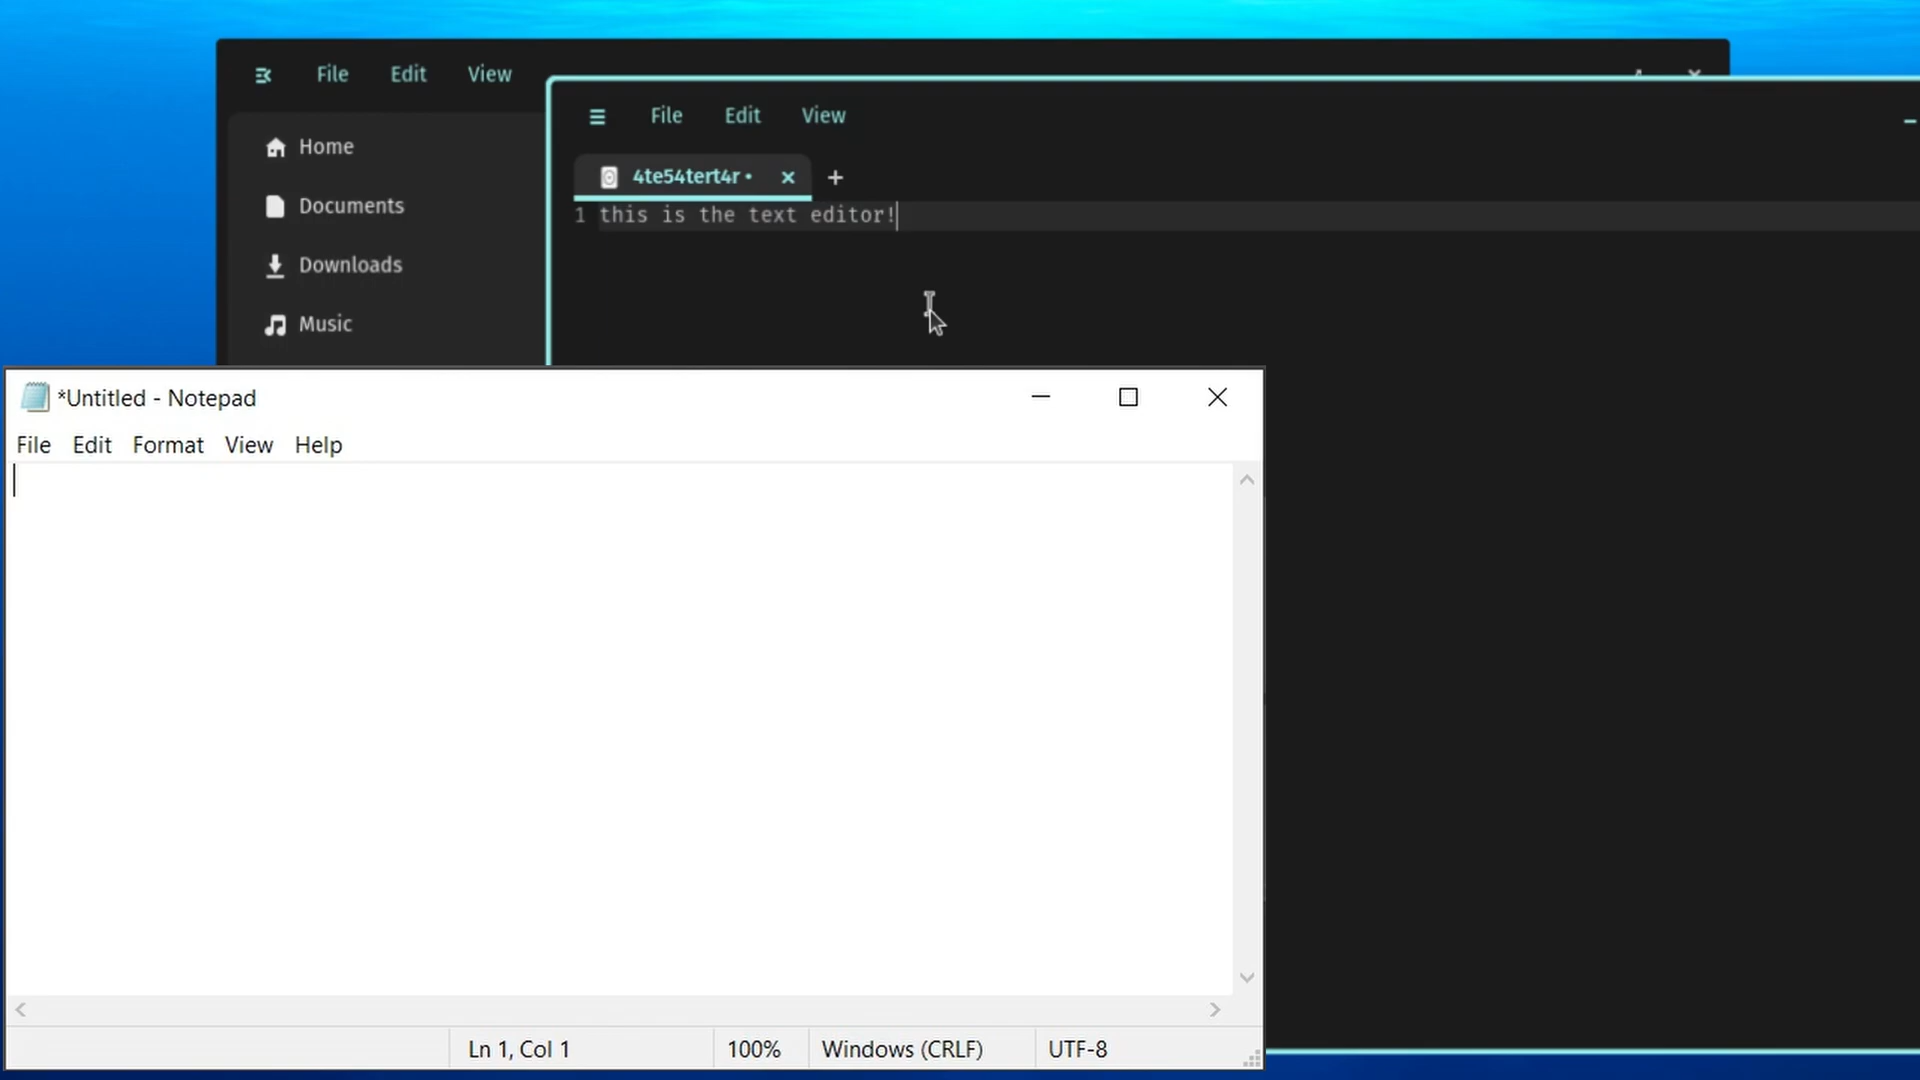 File Edit View
File Edit View
Home
4te54tert4r •
Documents
1 this is the text editor!
Downloads
Music
*Untitled - Notepad
File Edit Format View Help
Ln 1, Col 1 100% Windows (CRLF) UTF-8